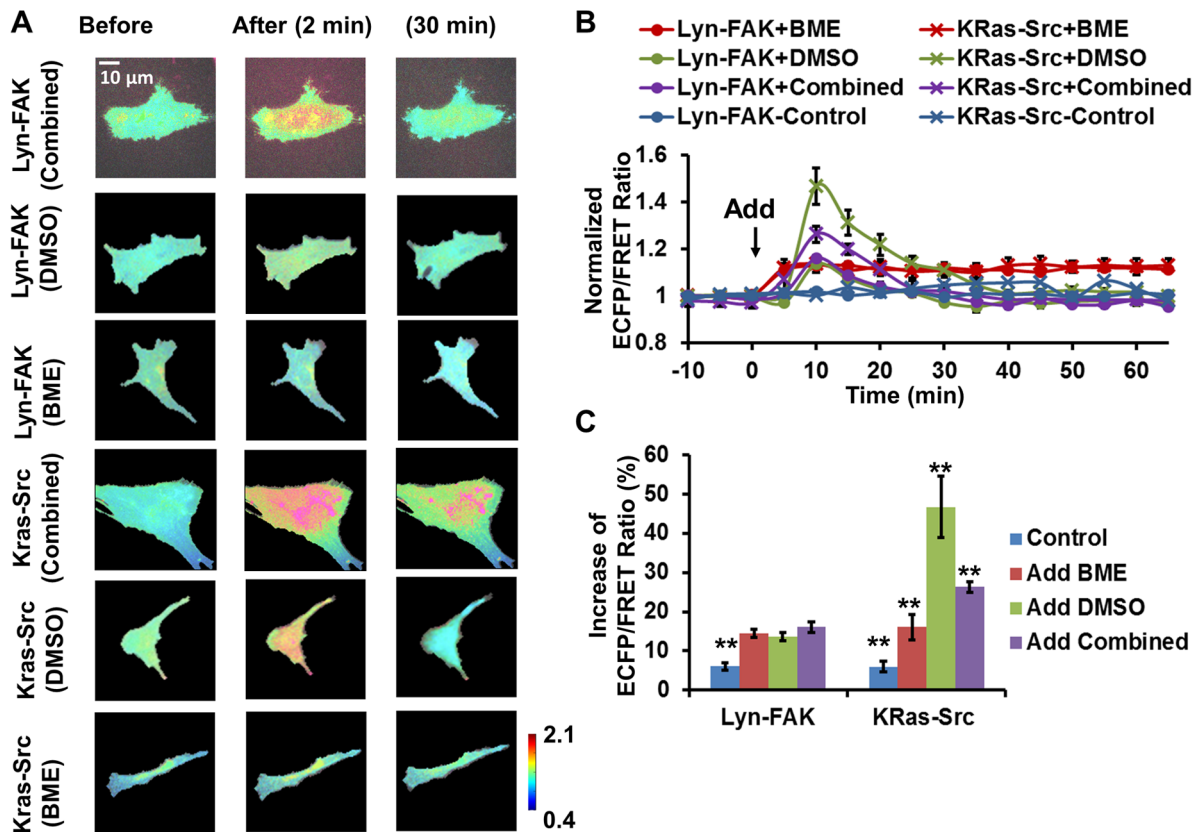 A
Before
After (2 min)
(30 min)
10 µm
Lyn-FAK
(Combined)
Lyn-FAK
(DMSO)
Lyn-FAK
(BME)
Kras-Src
(Combined)
Kras-Src
(DMSO)
Kras-Src
(BME)
2.1
0.4
B
Lyn-FAK+BME
KRas-Src+BME
Lyn-FAK+DMSO
KRas-Src+DMSO
Lyn-FAK+Combined
KRas-Src+Combined
Lyn-FAK-Control
KRas-Src-Control
Normalized
ECFP/FRET Ratio
1.6
1.4
1.2
1
0.8
Add
-10 0 10 20 30 40 50 60
Time (min)
C
Increase of
ECFP/FRET Ratio (%)
60
50
40
30
20
10
0
**
**
**
**
**
Lyn-FAK
KRas-Src
Control
Add BME
Add DMSO
Add Combined